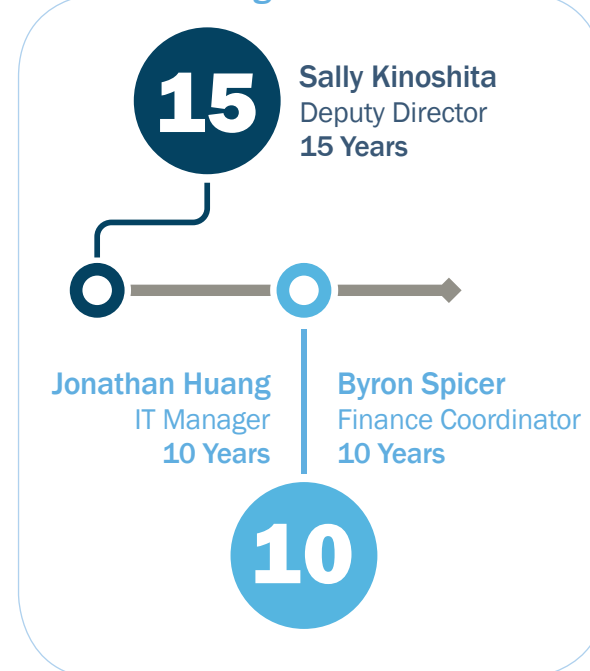 15
Sally Kinoshita
Deputy Director
15 Years
Jonathan Huang
IT Manager
10 Years
Byron Spicer
Finance Coordinator
10 Years
10